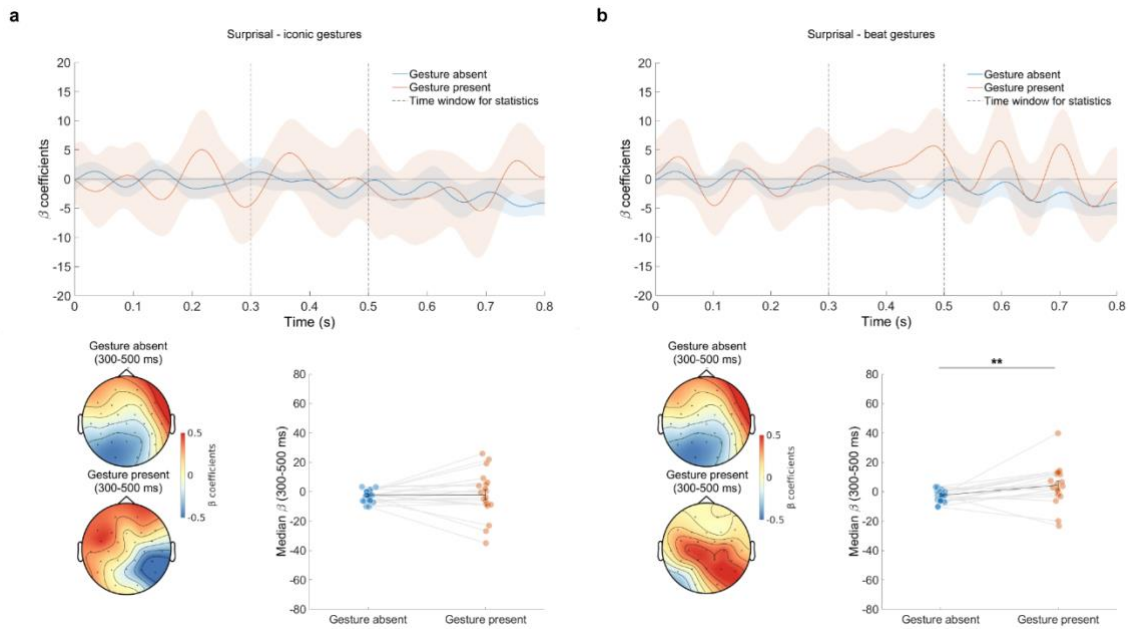 a
Surprisal - iconic gestures
20
15
10
5
0
-5
-10
-15
-20
β coefficients
Gesture absent
Gesture present
Time window for statistics
0 0.1 0.2 0.3 0.4 0.5 0.6 0.7 0.8
Time (s)
Gesture absent
(300-500 ms)
Gesture present
(300-500 ms)
0.5
0
-0.5
β coefficients
80
60
40
20
0
-20
-40
-60
-80
Median β (300-500 ms)
Gesture absent Gesture present
b
Surprisal - beat gestures
20
15
10
5
0
-5
-10
-15
-20
β coefficients
Gesture absent
Gesture present
Time window for statistics
0 0.1 0.2 0.3 0.4 0.5 0.6 0.7 0.8
Time (s)
Gesture absent
(300-500 ms)
Gesture present
(300-500 ms)
0.5
0
-0.5
β coefficients
**
80
60
40
20
0
-20
-40
-60
-80
Median β (300-500 ms)
Gesture absent Gesture present